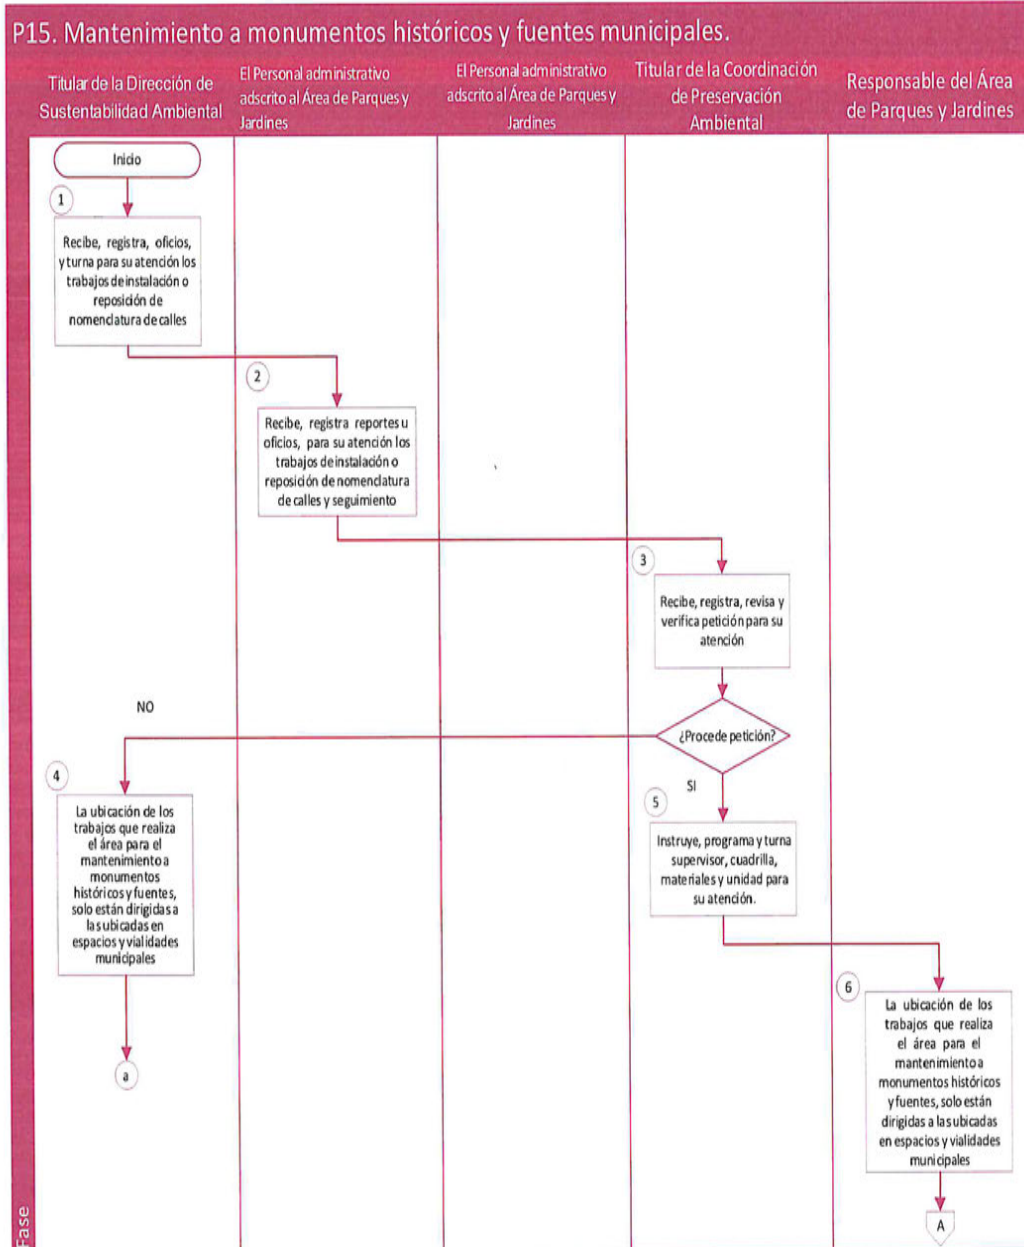 P15. Mantenimiento a monumentos históricos y fuentes municipales.
Titular de la Dirección de
Sustentabilidad Ambiental
El Personal administrativo
adscrito al Área de Parques y
Jardines
El Personal administrativo
adscrito al Área de Parques y
Jardines
Titular de la Coordinación
de Preservación
Ambiental
Responsable del Área
de Parques y Jardines
Inicio
1
Recibe, registra, oficios,
y turna para su atención los
trabajos de instalación o
reposición de
nomenclatura de calles
2
Recibe, registra reportes u
oficios, para su atención los
trabajos de instalación o
reposición de nomenclatura
de calles y seguimiento
3
Recibe, registra, revisa y
verifica petición para su
atención
¿Procede petición?
NO
SI
4
La ubicación de los
trabajos que realiza
el área para el
mantenimiento a
monumentos
históricos y fuentes,
solo están dirigidas a
las ubicadas en
espacios y vialidades
municipales
a
5
Instruye, programa y turna
supervisor, cuadrilla,
materiales y unidad para
su atención.
6
La ubicación de los
trabajos que realiza
el área para el
mantenimiento a
monumentos históricos
y fuentes, solo están
dirigidas a las ubicadas
en espacios y vialidades
municipales
A
Fase